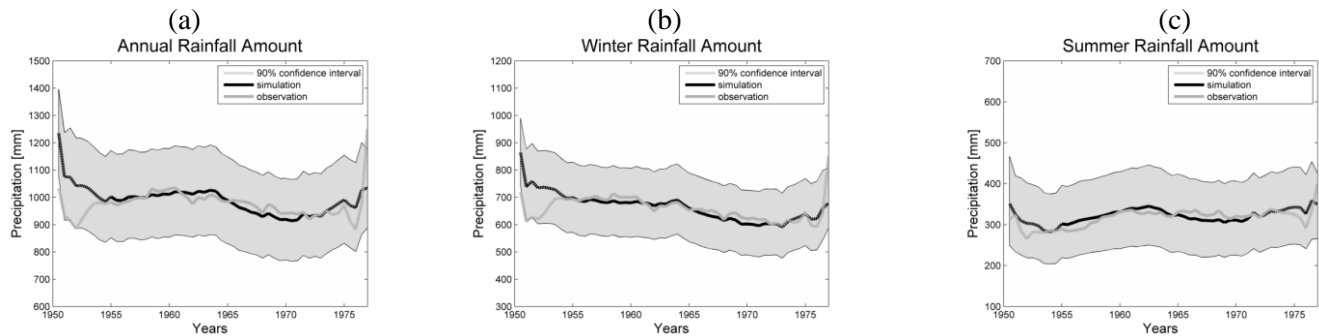 (a)
Annual Rainfall Amount
1500
1400
1300
1200
1100
1000
900
800
700
600
Precipitation [mm]
1950 1955 1960 1965 1970 1975
Years
90% confidence interval
simulation
observation
(b)
Winter Rainfall Amount
1200
1100
1000
900
800
700
600
500
400
300
200
Precipitation [mm]
1950 1955 1960 1965 1970 1975
Years
90% confidence interval
simulation
observation
(c)
Summer Rainfall Amount
700
600
500
400
300
200
100
Precipitation [mm]
1950 1955 1960 1965 1970 1975
Years
90% confidence interval
simulation
observation